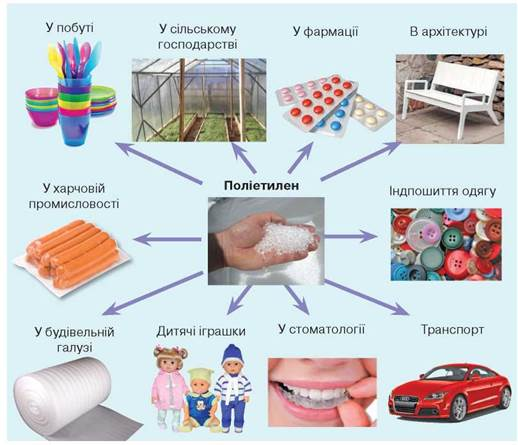 У побуті
У сільському
господарстві
У фармації
В архітектурі
У харчовій
промисловості
Поліетилен
Індпошиття одягу
У будівельній
галузі
Дитячі іграшки
У стоматології
Транспорт